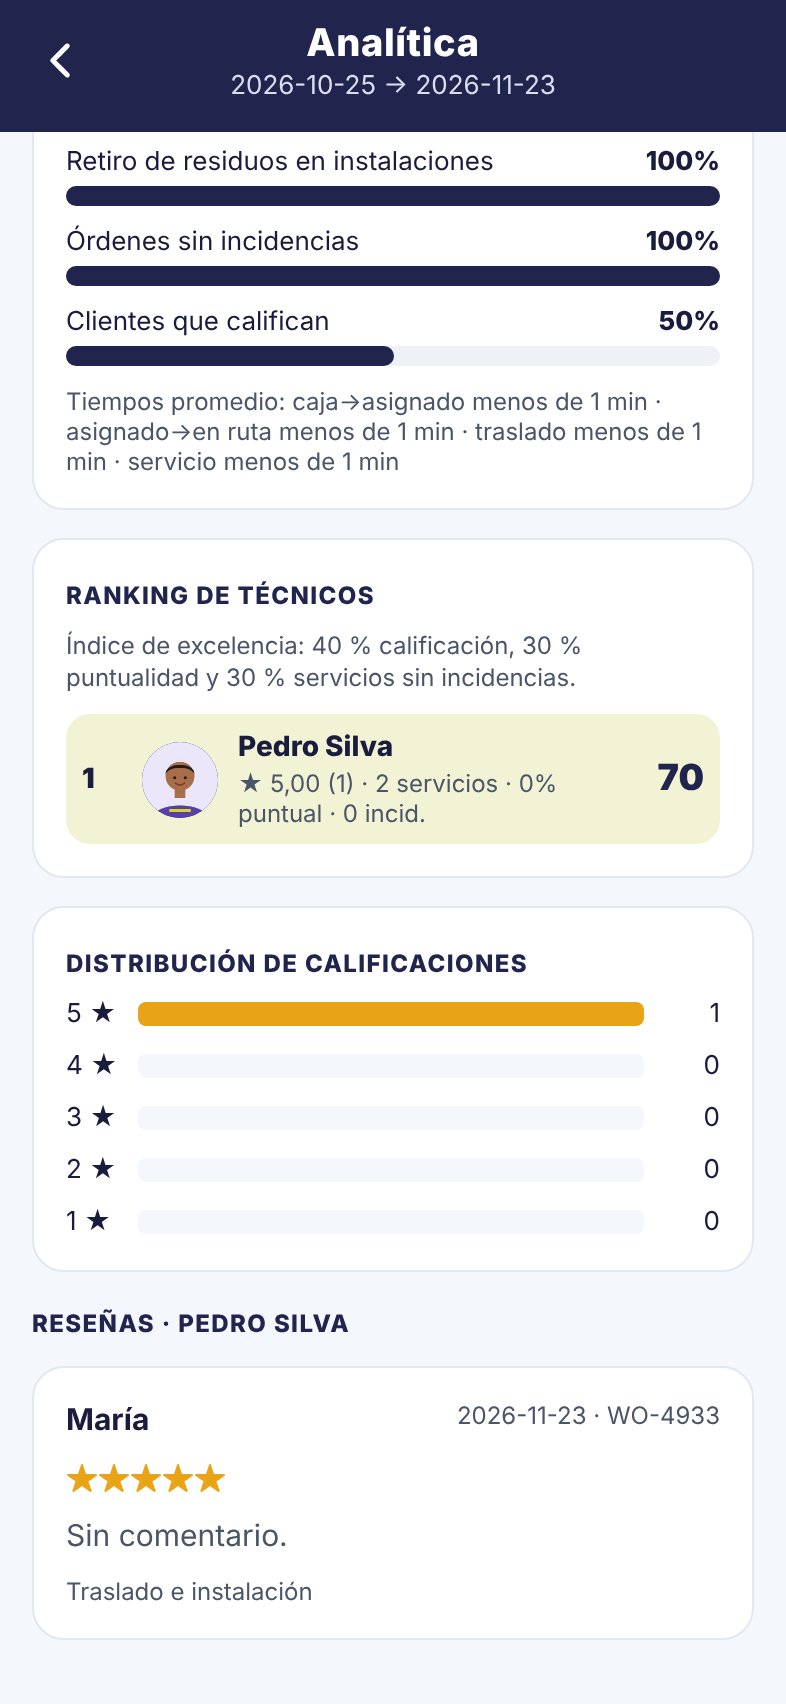 Analítica
2026-10-25 → 2026-11-23
Retiro de residuos en instalaciones 100%
Órdenes sin incidencias 100%
Clientes que califican 50%
Tiempos promedio: caja→asignado menos de 1 min ·
asignado→en ruta menos de 1 min · traslado menos de 1
min · servicio menos de 1 min
RANKING DE TÉCNICOS
Índice de excelencia: 40 % calificación, 30 %
puntualidad y 30 % servicios sin incidencias.
1
Pedro Silva
★ 5,00 (1) · 2 servicios · 0%
puntual · 0 incid.
70
DISTRIBUCIÓN DE CALIFICACIONES
5 ★ 1
4 ★ 0
3 ★ 0
2 ★ 0
1 ★ 0
RESEÑAS · PEDRO SILVA
María 2026-11-23 · WO-4933
★★★★★
Sin comentario.
Traslado e instalación